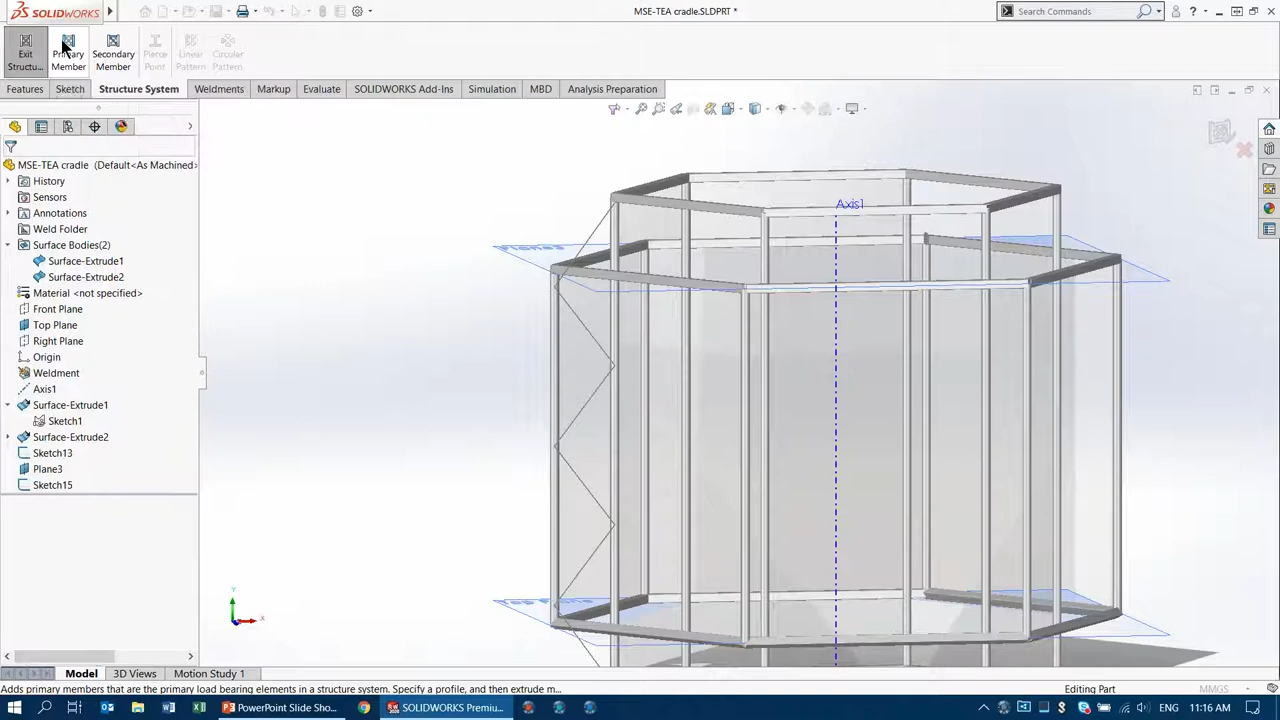 SOLIDWORKS
MSE-TEA cradle.SLDPRT *
Search Commands
Exit Structu...
Primary Member
Secondary Member
Pierce Point
Linear Pattern
Circular Pattern
Features
Sketch
Structure System
Weldments
Markup
Evaluate
SOLIDWORKS Add-Ins
Simulation
MBD
Analysis Preparation
MSE-TEA cradle (Default<As Machined>
History
Sensors
Annotations
Weld Folder
Surface Bodies(2)
Surface-Extrude1
Surface-Extrude2
Material <not specified>
Front Plane
Top Plane
Right Plane
Origin
Weldment
Axis1
Surface-Extrude1
Sketch1
Surface-Extrude2
Sketch13
Plane3
Sketch15
Axis1
Plane3
Top Plane
Y
X
Model
3D Views
Motion Study 1
Adds primary members that are the primary load bearing elements in a structure system. Specify a profile, and then extrude m...
Editing Part
MMGS
PowerPoint Slide Sho...
SOLIDWORKS Premiu...
ENG
11:16 AM